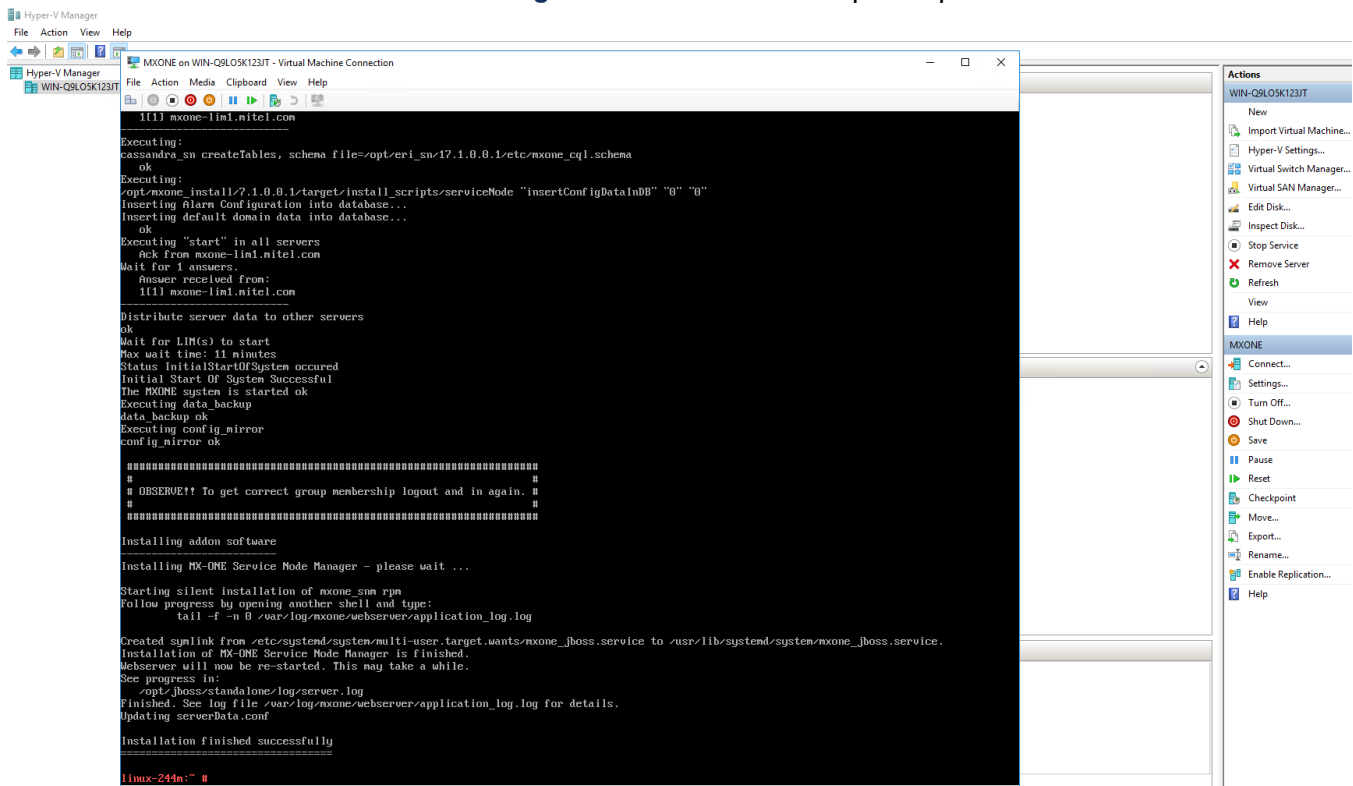 Hyper-V Manager
File Action View Help
Hyper-V Manager
WIN-Q9LO5K123JT
MXONE on WIN-Q9LO5K123JT - Virtual Machine Connection
File Action Media Clipboard View Help
1[1] mxone-lim1.mitel.com
----------------------------
Executing:
cassandra_sn createTables, schema file=/opt/eri_sn/17.1.0.0.1/etc/mxone_cql.schema
ok
Executing:
/opt/mxone_install/7.1.0.0.1/target/install_scripts/serviceNode "insertConfigDataInDB" "0" "0"
Inserting Alarm Configuration into database...
Inserting default domain data into database...
ok
Executing "start" in all servers
Ack from mxone-lim1.mitel.com
Wait for 1 answers.
Answer received from:
1[1] mxone-lim1.mitel.com
----------------------------
Distribute server data to other servers
ok
Wait for LIM(s) to start
Max wait time: 11 minutes
Status InitialStartOfSystem occured
Initial Start Of System Successful
The MXONE system is started ok
Executing data_backup
data_backup ok
Executing config_mirror
config_mirror ok
##################################################################
# #
# OBSERVE!! To get correct group membership logout and in again. #
# #
##################################################################
Installing addon software
--------------------------
Installing MX-ONE Service Node Manager - please wait ...
Starting silent installation of mxone_snm rpm
Follow progress by opening another shell and type:
tail -f -n 0 /var/log/mxone/webserver/application_log.log
Created symlink from /etc/systemd/system/multi-user.target.wants/mxone_jboss.service to /usr/lib/systemd/system/mxone_jboss.service.
Installation of MX-ONE Service Node Manager is finished.
Webserver will now be re-started. This may take a while.
See progress in:
/opt/jboss/standalone/log/server.log
Finished. See log file /var/log/mxone/webserver/application_log.log for details.
Updating serverData.conf
Installation finished successfully
==================================
linux-244m:~ #
Actions
WIN-Q9LO5K123JT
New
Import Virtual Machine...
Hyper-V Settings...
Virtual Switch Manager...
Virtual SAN Manager...
Edit Disk...
Inspect Disk...
Stop Service
Remove Server
Refresh
View
Help
MXONE
Connect...
Settings...
Turn Off...
Shut Down...
Save
Pause
Reset
Checkpoint
Move...
Export...
Rename...
Enable Replication...
Help